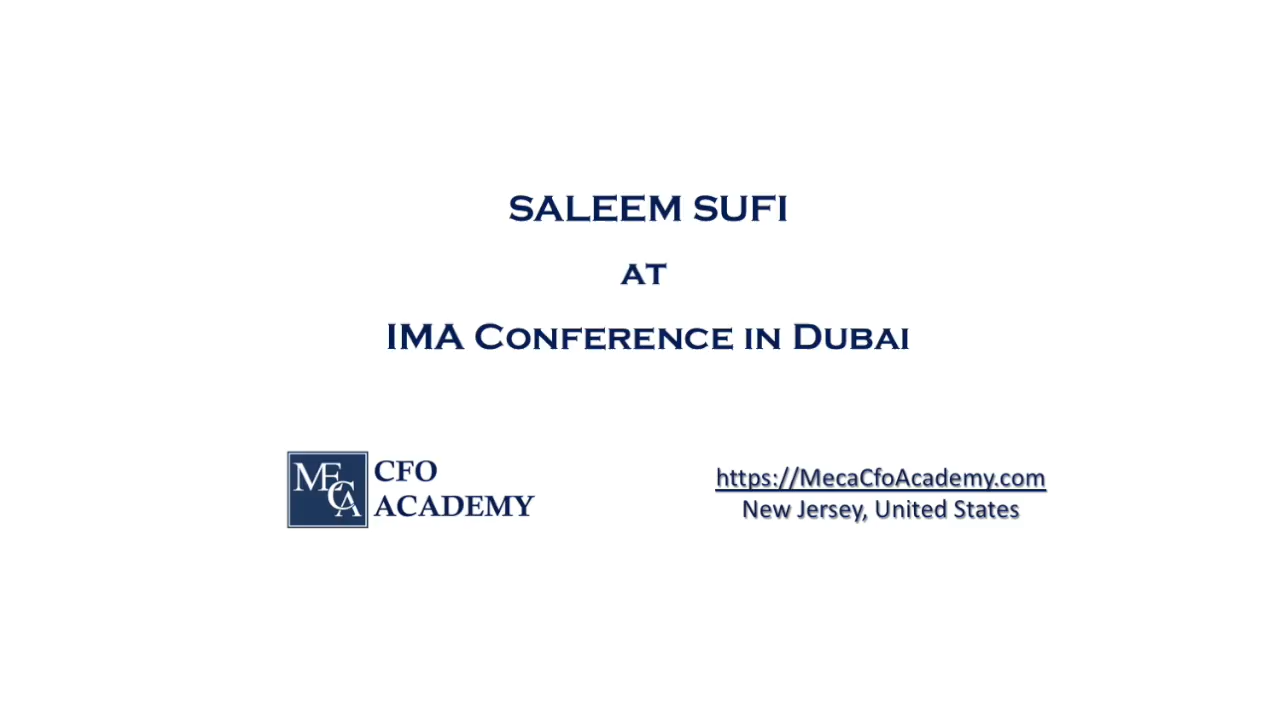 SALEEM SUFI
AT
IMA CONFERENCE IN DUBAI
MECA
CFO
ACADEMY
https://MecaCfoAcademy.com
New Jersey, United States